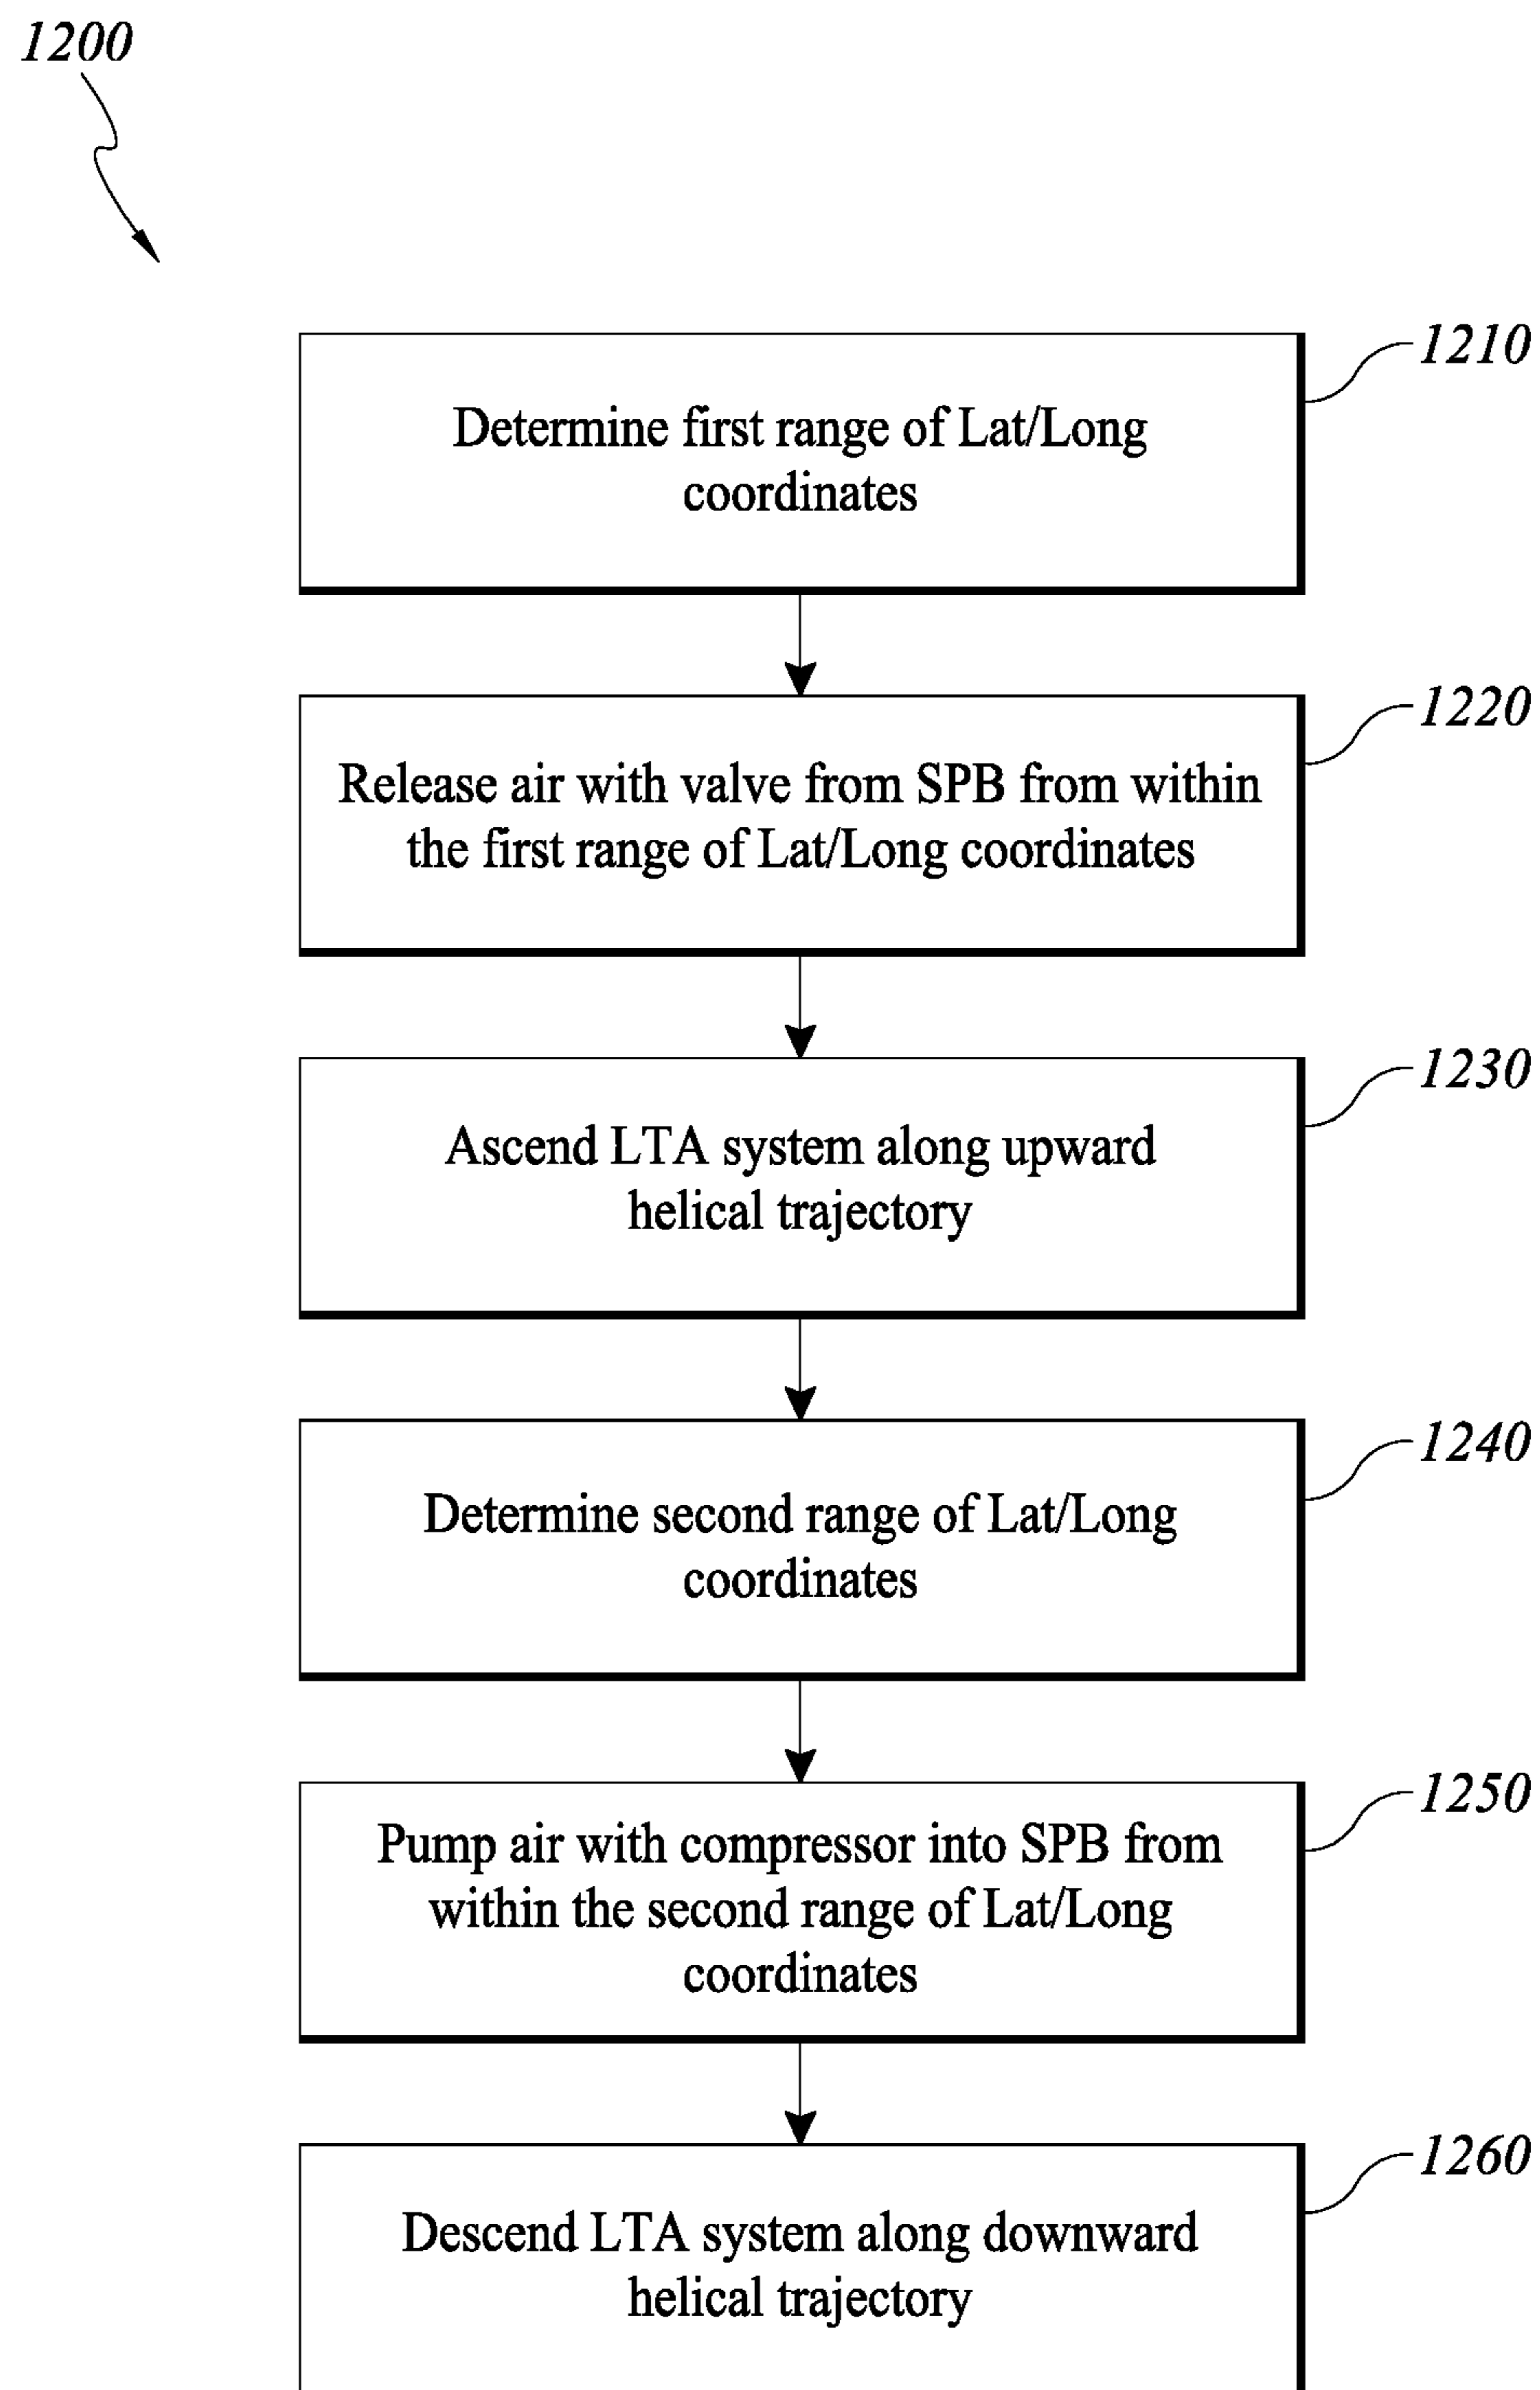 1200
1210
Determine first range of Lat/Long
coordinates
1220
Release air with valve from SPB from within
the first range of Lat/Long coordinates
1230
Ascend LTA system along upward
helical trajectory
1240
Determine second range of Lat/Long
coordinates
1250
Pump air with compressor into SPB from
within the second range of Lat/Long
coordinates
1260
Descend LTA system along downward
helical trajectory